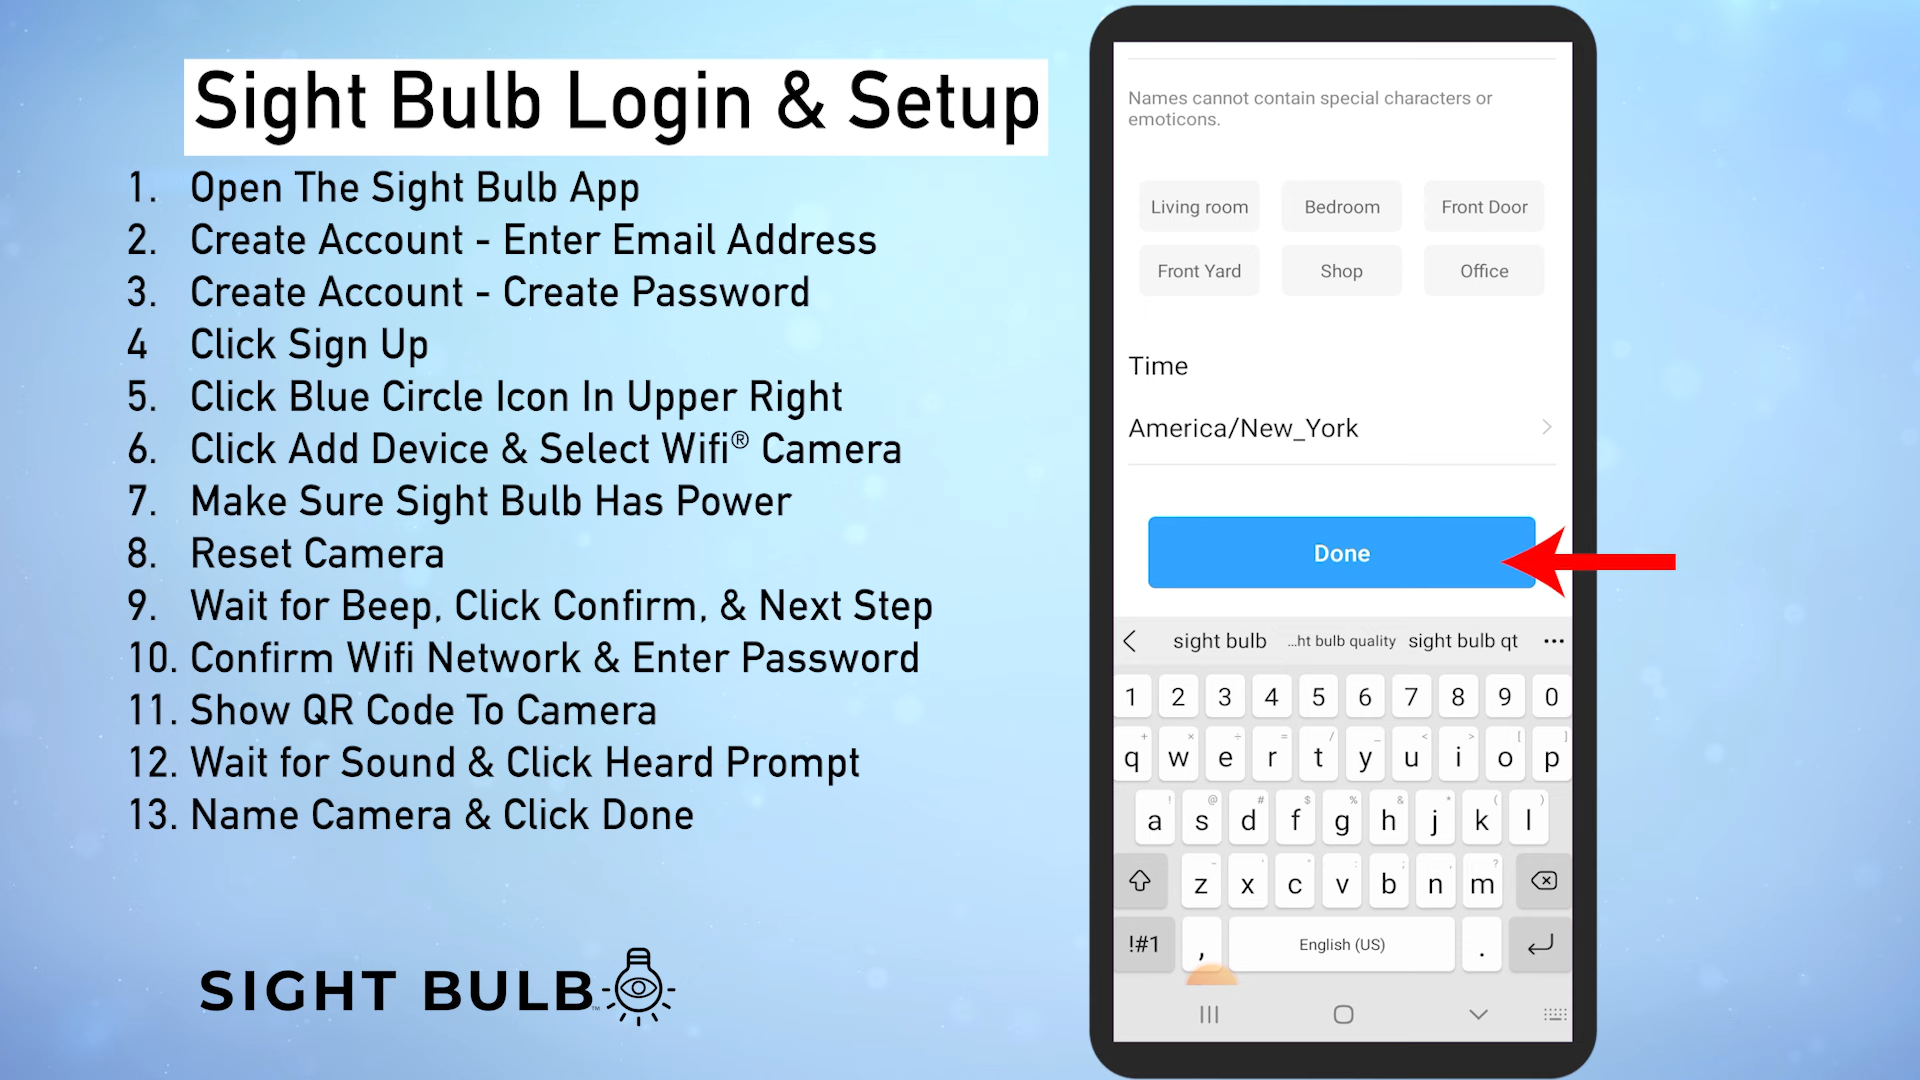 Sight Bulb Login & Setup
1. Open The Sight Bulb App
2. Create Account - Enter Email Address
3. Create Account - Create Password
4 Click Sign Up
5. Click Blue Circle Icon In Upper Right
6. Click Add Device & Select Wifi® Camera
7. Make Sure Sight Bulb Has Power
8. Reset Camera
9. Wait for Beep, Click Confirm, & Next Step
10. Confirm Wifi Network & Enter Password
11. Show QR Code To Camera
12. Wait for Sound & Click Heard Prompt
13. Name Camera & Click Done
SIGHT BULB™
Names cannot contain special characters or
emoticons.
Living room Bedroom Front Door
Front Yard Shop Office
Time
America/New_York
Done
sight bulb ...ht bulb quality sight bulb qt
1 2 3 4 5 6 7 8 9 0
q w e r t y u i o p
a s d f g h j k l
z x c v b n m
!#1 , English (US) .